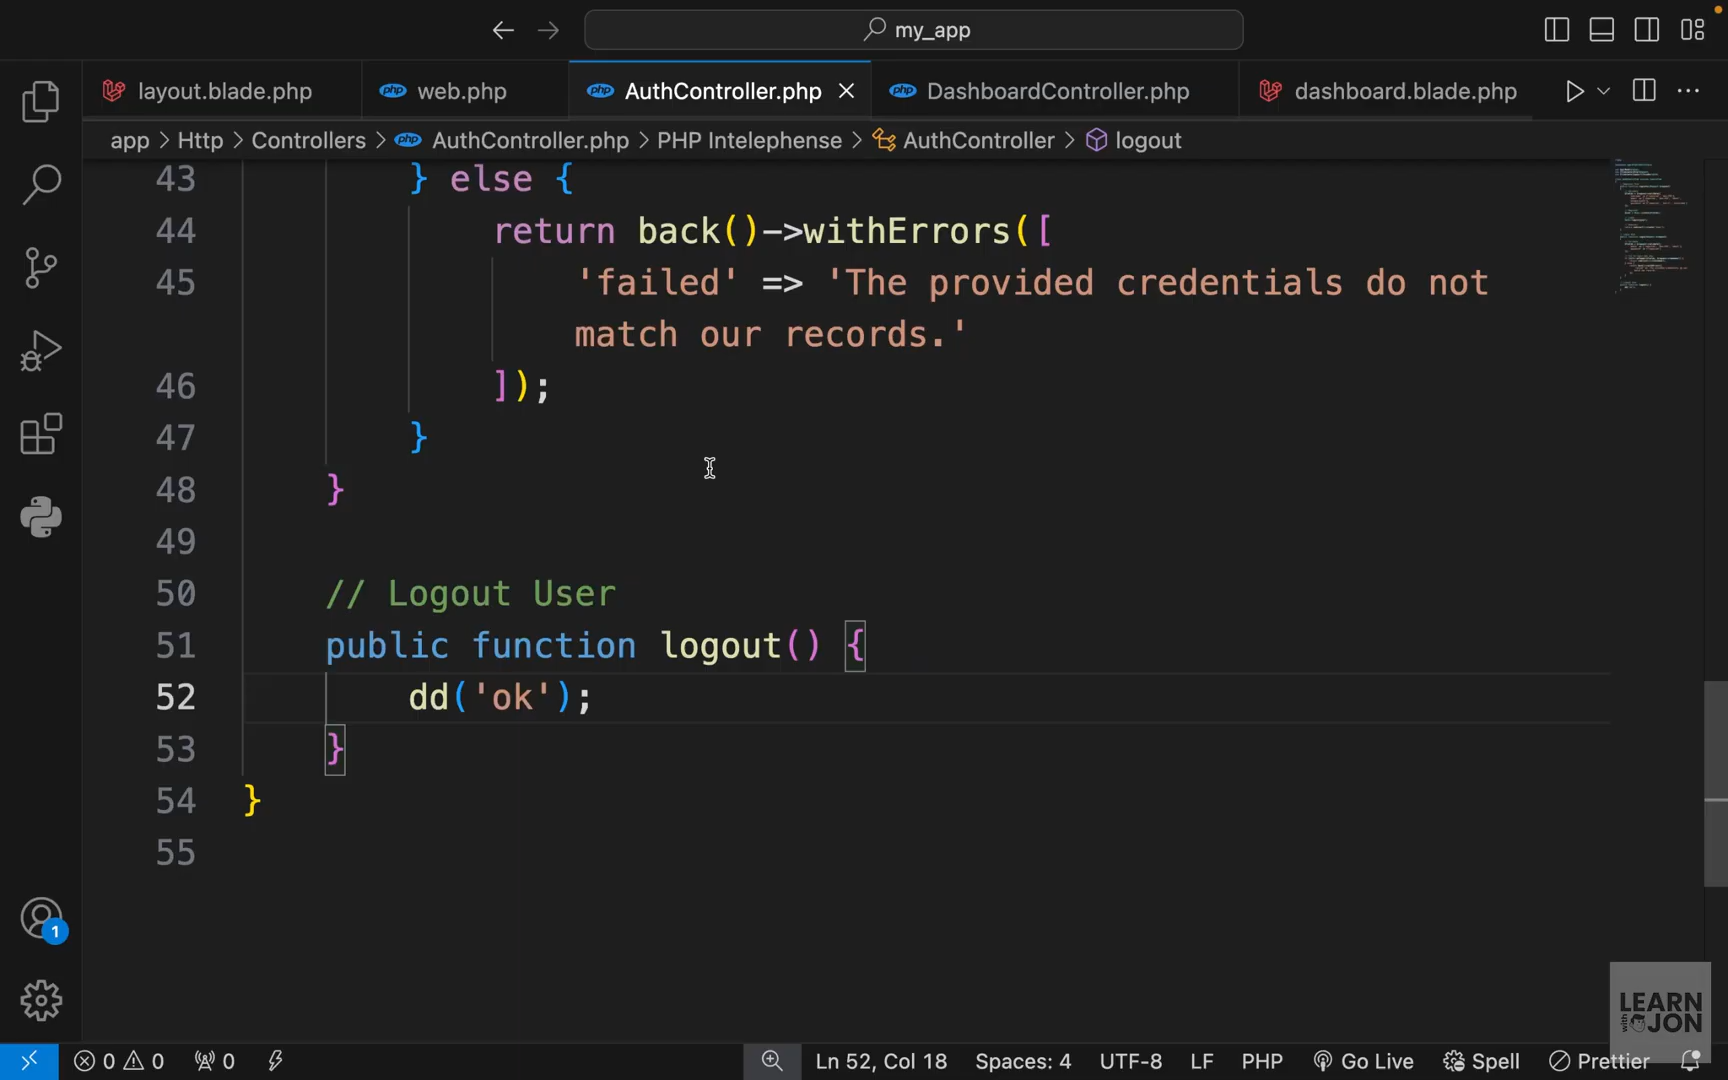 my_app
layout.blade.php web.php AuthController.php DashboardController.php dashboard.blade.php
app > Http > Controllers > AuthController.php > PHP Intelephense > AuthController > logout
43 } else {
44 return back()->withErrors([
45 'failed' => 'The provided credentials do not
match our records.'
46 ]);
47 }
48 }
49
50 // Logout User
51 public function logout() {
52 dd('ok');
53 }
54 }
55
1
LEARN
with JON
0 0 0 Ln 52, Col 18 Spaces: 4 UTF-8 LF PHP Go Live Spell Prettier